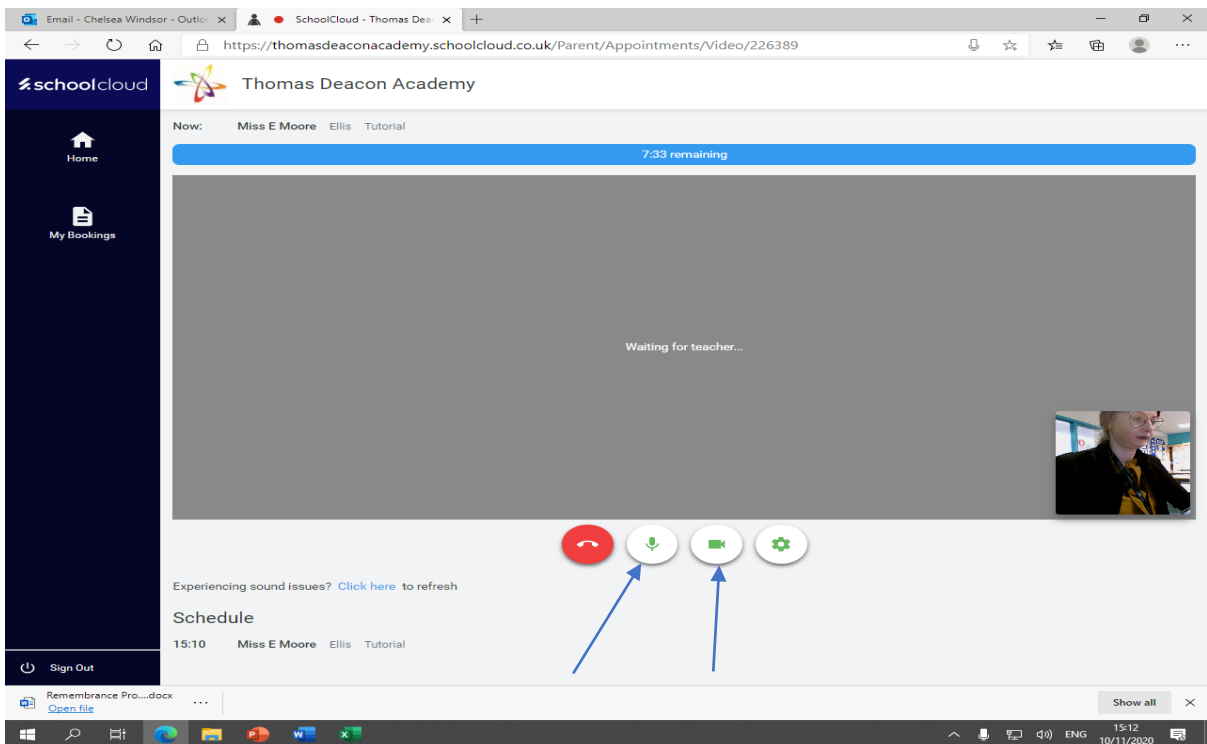 Email - Chelsea Windsor - Outlo
SchoolCloud - Thomas Dea
https://thomasdeaconacademy.schoolcloud.co.uk/Parent/Appointments/Video/226389
schoolcloud
Thomas Deacon Academy
Now: Miss E Moore Ellis Tutorial
7:33 remaining
Home
My Bookings
Waiting for teacher...
Experiencing sound issues? Click here to refresh
Schedule
15:10 Miss E Moore Ellis Tutorial
Sign Out
Remembrance Pro....docx
Open file
Show all
ENG
15:12
10/11/2020